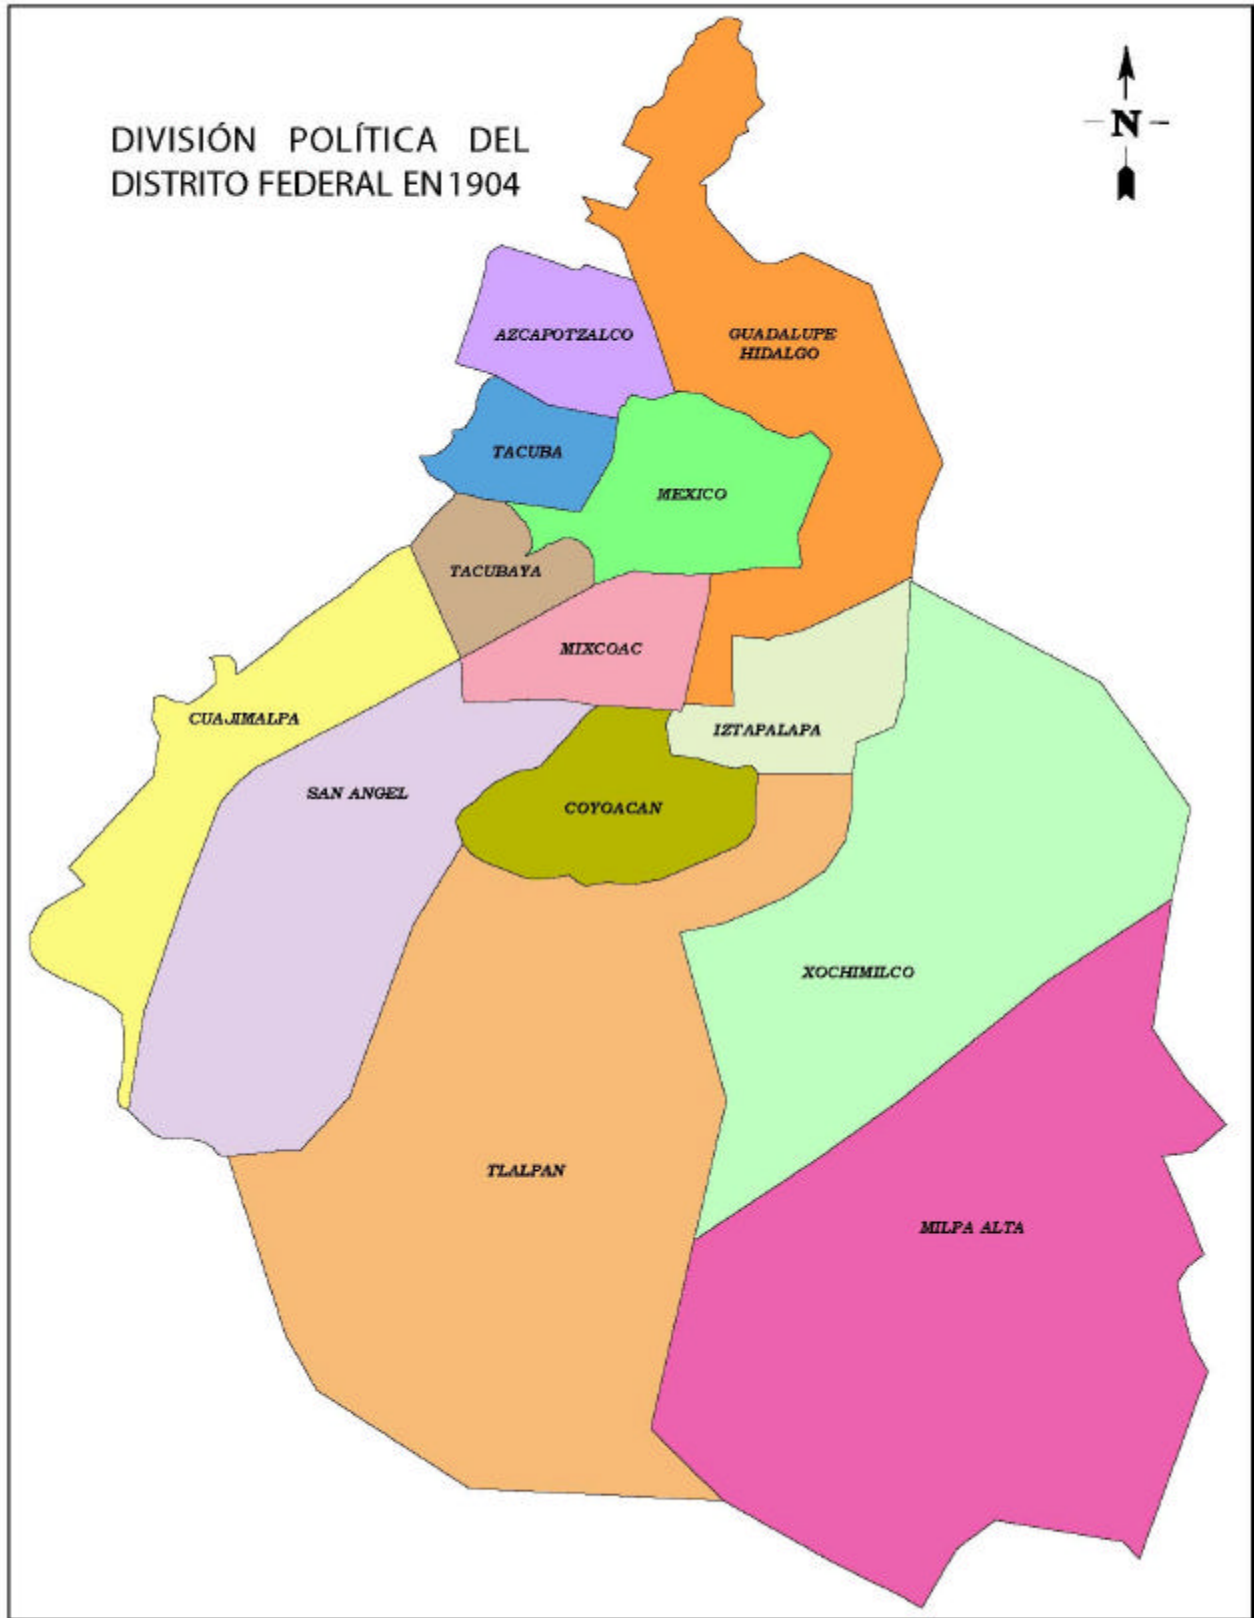 DIVISIÓN POLÍTICA DEL
DISTRITO FEDERAL EN 1904
N
AZCAPOTZALCO
GUADALUPE
HIDALGO
TACUBA
MEXICO
TACUBAYA
MIXCOAC
CUAJIMALPA
IZTAPALAPA
SAN ANGEL
COYOACAN
XOCHIMILCO
TLALPAN
MILPA ALTA